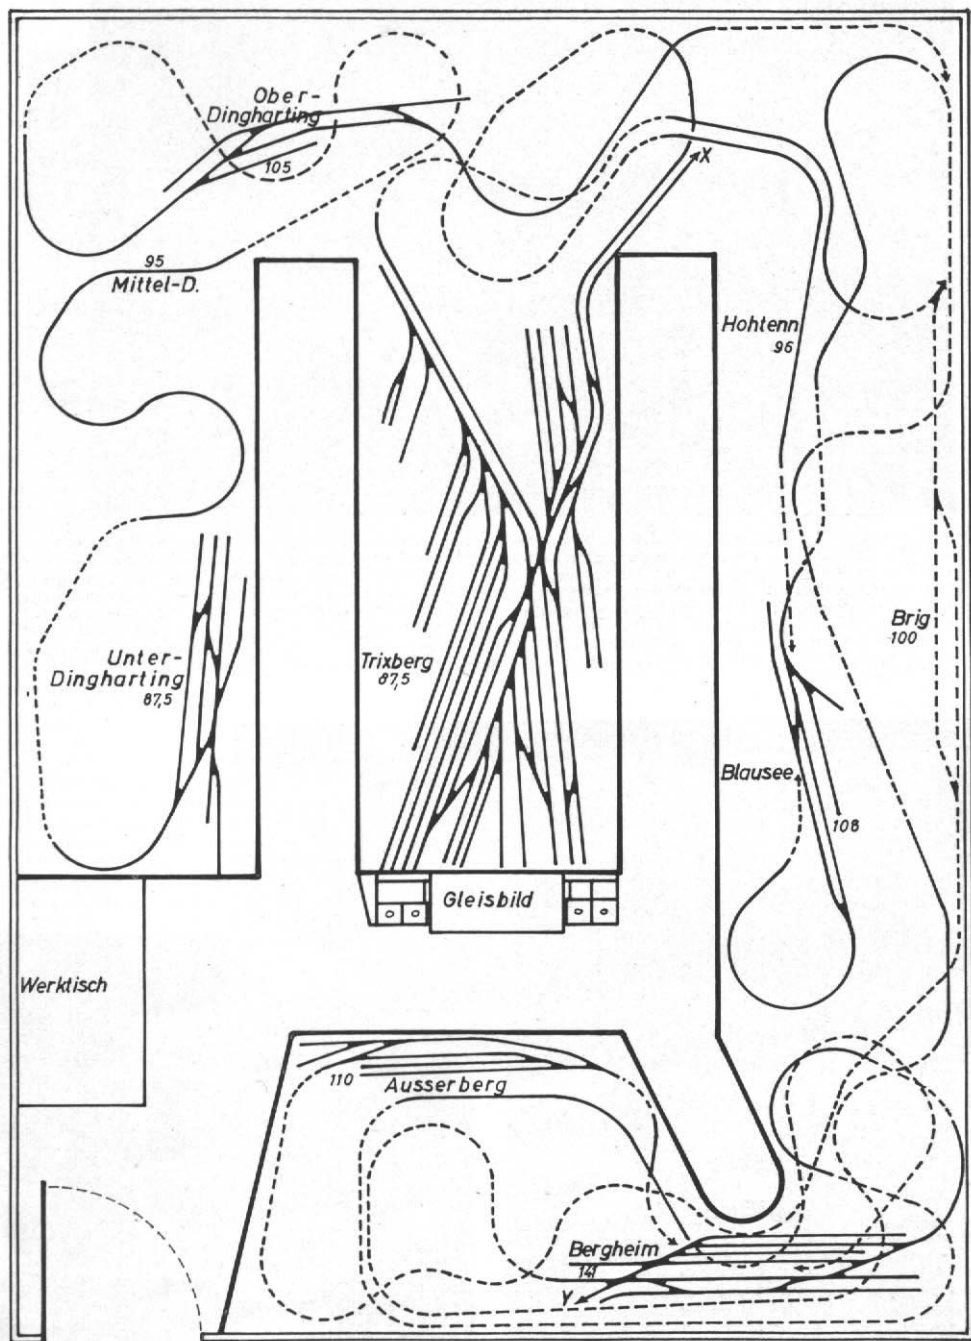 Ober-
Dingharting
105
X
95
Mittel-D.
Hohtenn
96
Unter-
Dingharting
87,5
Trixberg
87,5
Brig
100
Blausee
108
Gleisbild
Werktisch
110
Ausserberg
Bergheim
141
Y